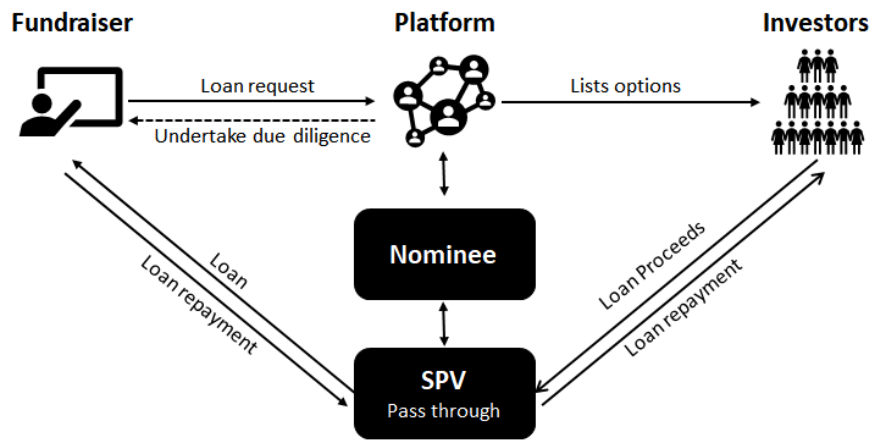 Fundraiser
Platform
Investors
Loan request
Lists options
Undertake due diligence
Nominee
Loan
Loan repayment
Loan Proceeds
Loan repayment
SPV
Pass through